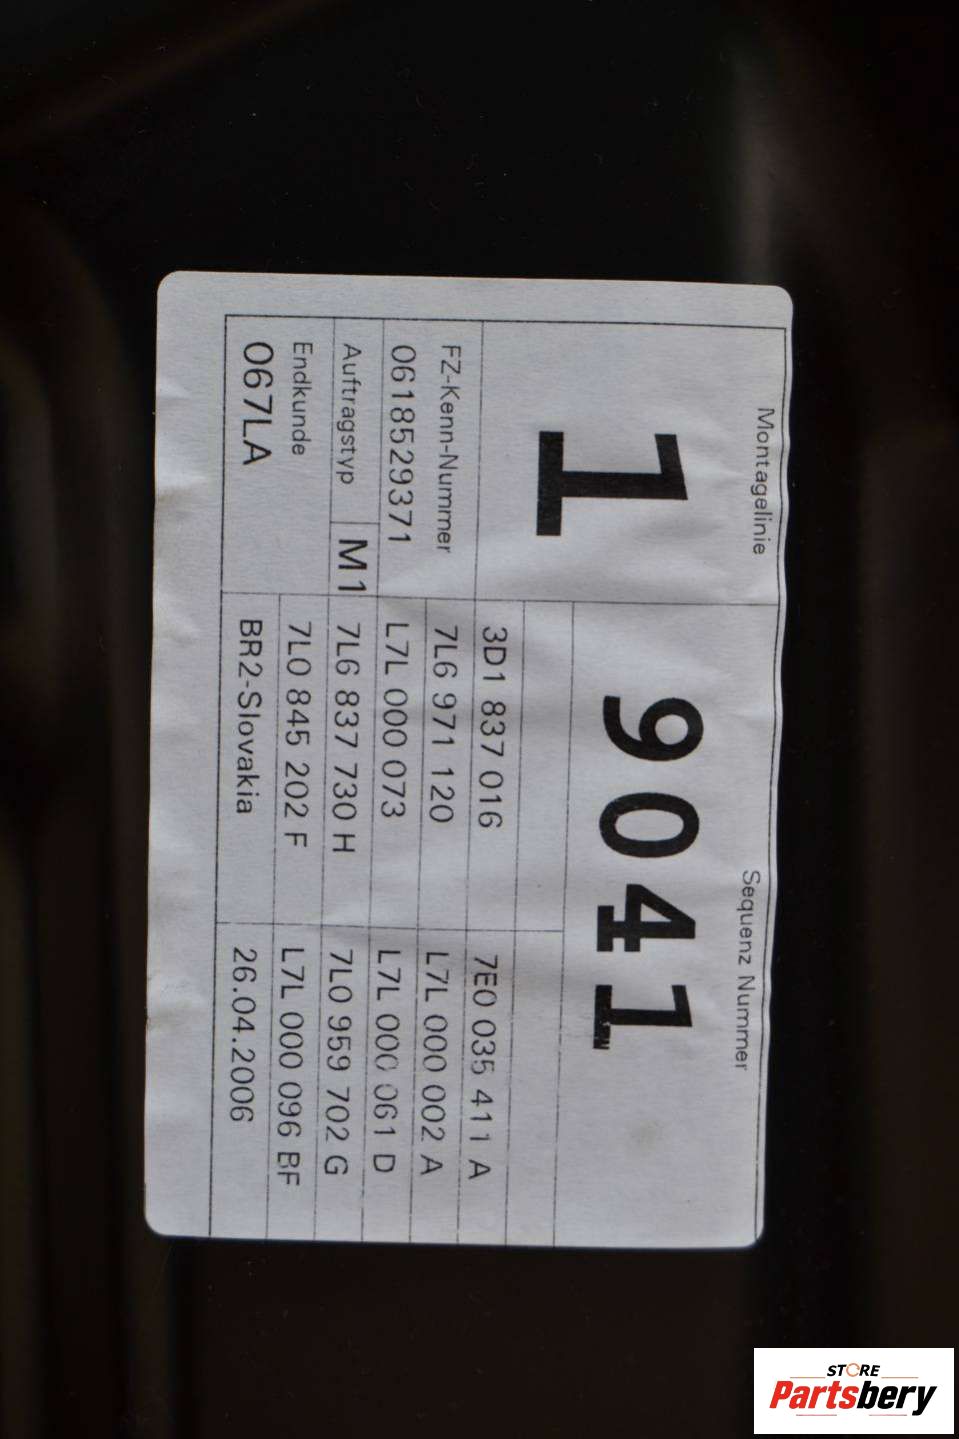 Montagelinie
1
Sequenz Nummer
9041
FZ-Kenn-Nummer
0618529371
Auftragstyp
M1
Endkunde
067LA
3D1 837 016
7E0 035 411 A
7L6 971 120
L7L 000 002 A
L7L 000 073
L7L 000 061 D
7L6 837 730 H
7L0 959 702 G
7L0 845 202 F
L7L 000 096 BF
BR2-Slovakia
26.04.2006
STORE
Partsbery